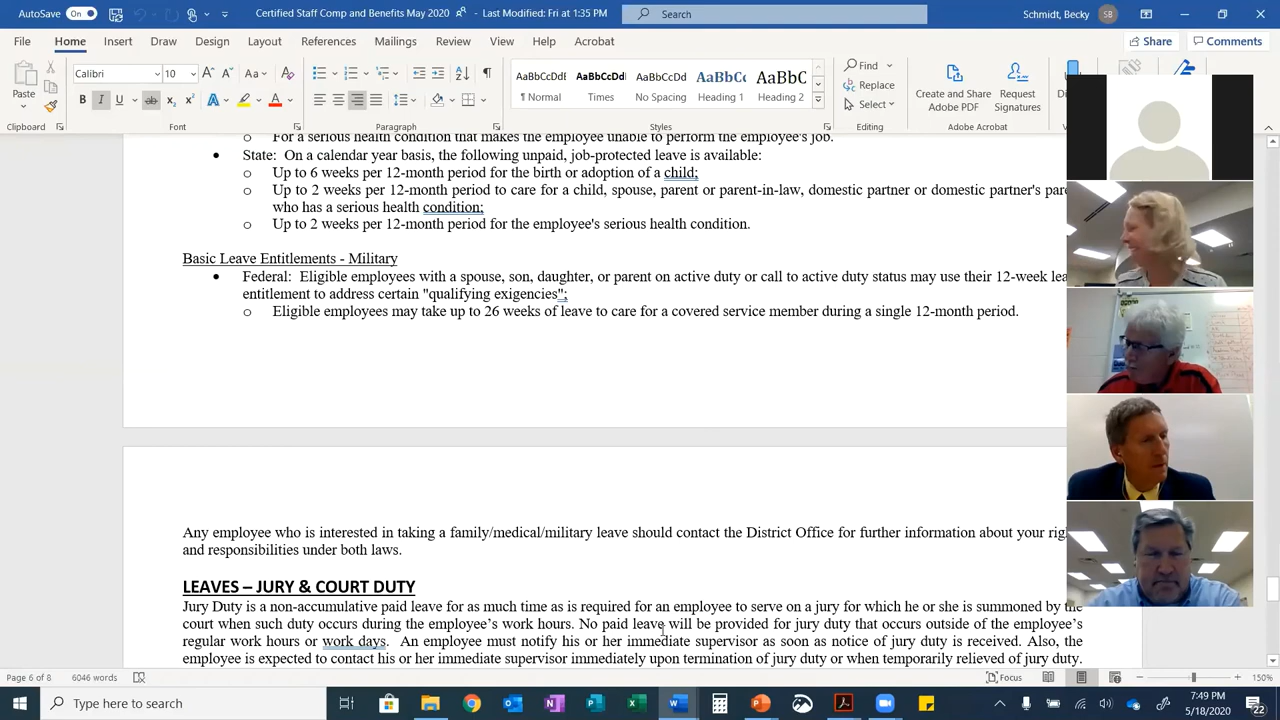 AutoSave On Cafeteria - Custodians May 2020 Last Modified: Fri at 1:35 PM Search Schmidt, Becky SB
File Home Insert Draw Design Layout References Mailings Review View Help Acrobat Share Comments
Paste Calibri 10 Aa AaBbCcDdI AaBbCcDdI AaBbCcDd AaBbCc AaBbC Find Replace Select Create and Share Adobe PDF Request Signatures
¶ Normal Times No Spacing Heading 1 Heading 2
Clipboard Font Paragraph Styles Editing Adobe Acrobat
o For a serious health condition that makes the employee unable to perform the employee's job.
• State: On a calendar year basis, the following unpaid, job-protected leave is available:
o Up to 6 weeks per 12-month period for the birth or adoption of a child;
o Up to 2 weeks per 12-month period to care for a child, spouse, parent or parent-in-law, domestic partner or domestic partner's pare
who has a serious health condition;
o Up to 2 weeks per 12-month period for the employee's serious health condition.
Basic Leave Entitlements - Military
• Federal: Eligible employees with a spouse, son, daughter, or parent on active duty or call to active duty status may use their 12-week lea
entitlement to address certain "qualifying exigencies";
o Eligible employees may take up to 26 weeks of leave to care for a covered service member during a single 12-month period.
Any employee who is interested in taking a family/medical/military leave should contact the District Office for further information about your righ
and responsibilities under both laws.
LEAVES – JURY & COURT DUTY
Jury Duty is a non-accumulative paid leave for as much time as is required for an employee to serve on a jury for which he or she is summoned by the
court when such duty occurs during the employee's work hours. No paid leave will be provided for jury duty that occurs outside of the employee's
regular work hours or work days. An employee must notify his or her immediate supervisor as soon as notice of jury duty is received. Also, the
employee is expected to contact his or her immediate supervisor immediately upon termination of jury duty or when temporarily relieved of jury duty.
Page 6 of 8 6046 words Focus 150%
Type here to search 7:49 PM
5/18/2020 22